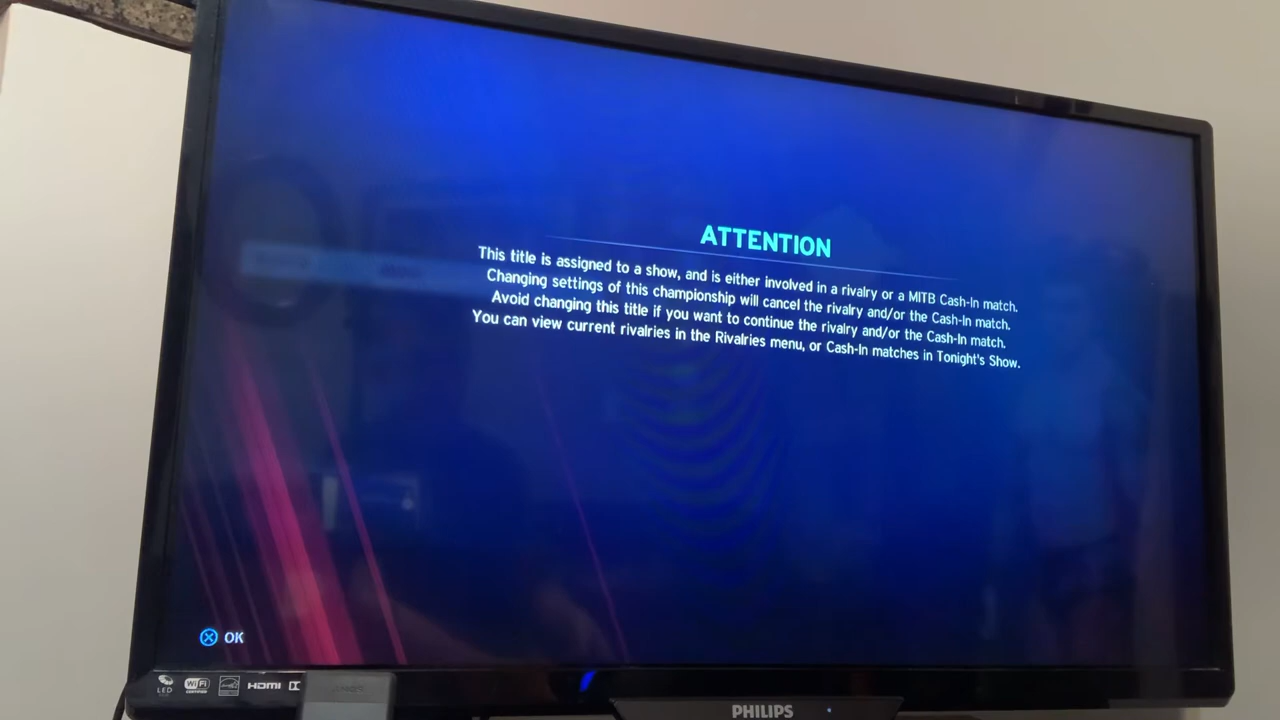 ATTENTION
This title is assigned to a show, and is either involved in a rivalry or a MITB Cash-In match.
Changing settings of this championship will cancel the rivalry and/or the Cash-In match.
Avoid changing this title if you want to continue the rivalry and/or the Cash-In match.
You can view current rivalries in the Rivalries menu, or Cash-In matches in Tonight's Show.
OK
LED
WiFi
HDMI
PHILIPS